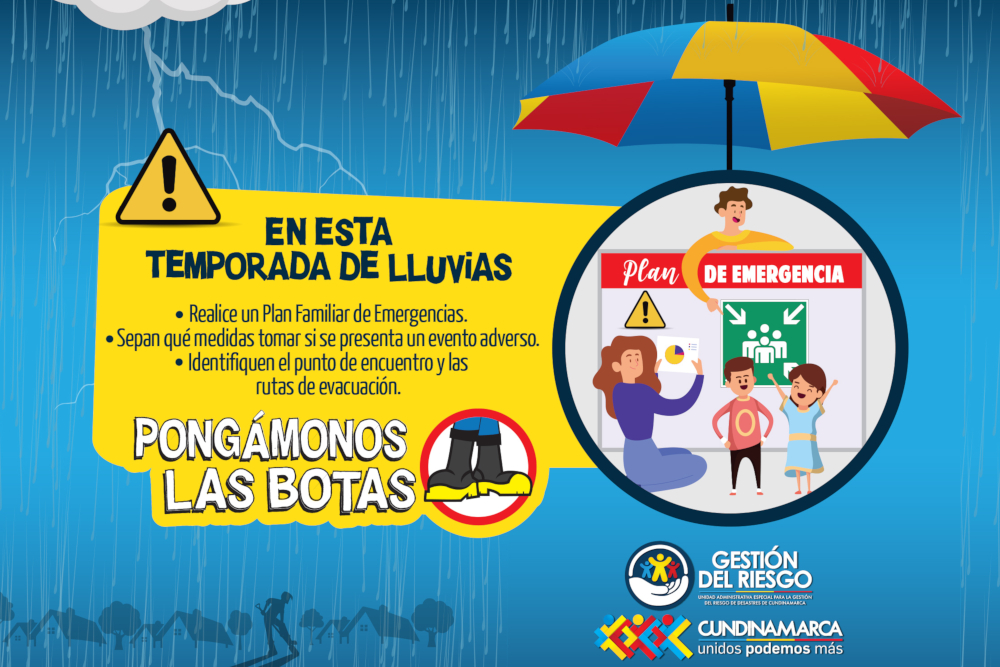 EN ESTA
TEMPORADA DE LLUViAS
• Realice un Plan Familiar de Emergencias.
• Sepan qué medidas tomar si se presenta un evento adverso.
• Identifiquen el punto de encuentro y las
rutas de evacuación.
PONGÁMONOS
LAS BOTAS
Plan DE EMERGENCIA
GESTIÓN
DEL RIESGO
UNIDAD ADMINISTRATIVA ESPECIAL PARA LA GESTIÓN
DEL RIESGO DE DESASTRES DE CUNDINAMARCA
CUNDINAMARCA
unidos podemos más